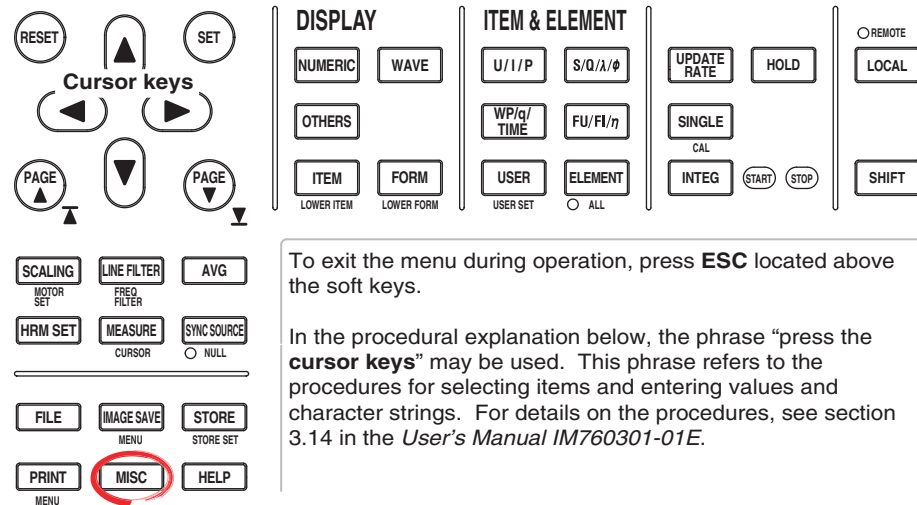 RESET
SET
Cursor keys
PAGE
PAGE
DISPLAY
NUMERIC
WAVE
OTHERS
ITEM
FORM
LOWER ITEM
LOWER FORM
ITEM & ELEMENT
U / I / P
S/Q/λ/ø
WP/q/
TIME
FU/FI/η
USER
ELEMENT
USER SET
ALL
UPDATE
RATE
HOLD
SINGLE
CAL
INTEG
START
STOP
REMOTE
LOCAL
SHIFT
SCALING
LINE FILTER
AVG
MOTOR
SET
FREQ
FILTER
HRM SET
MEASURE
SYNC SOURCE
CURSOR
NULL
FILE
IMAGE SAVE
STORE
MENU
STORE SET
PRINT
MISC
HELP
MENU
To exit the menu during operation, press ESC located above
the soft keys.
In the procedural explanation below, the phrase “press the
cursor keys” may be used. This phrase refers to the
procedures for selecting items and entering values and
character strings. For details on the procedures, see section
3.14 in the User’s Manual IM760301-01E.